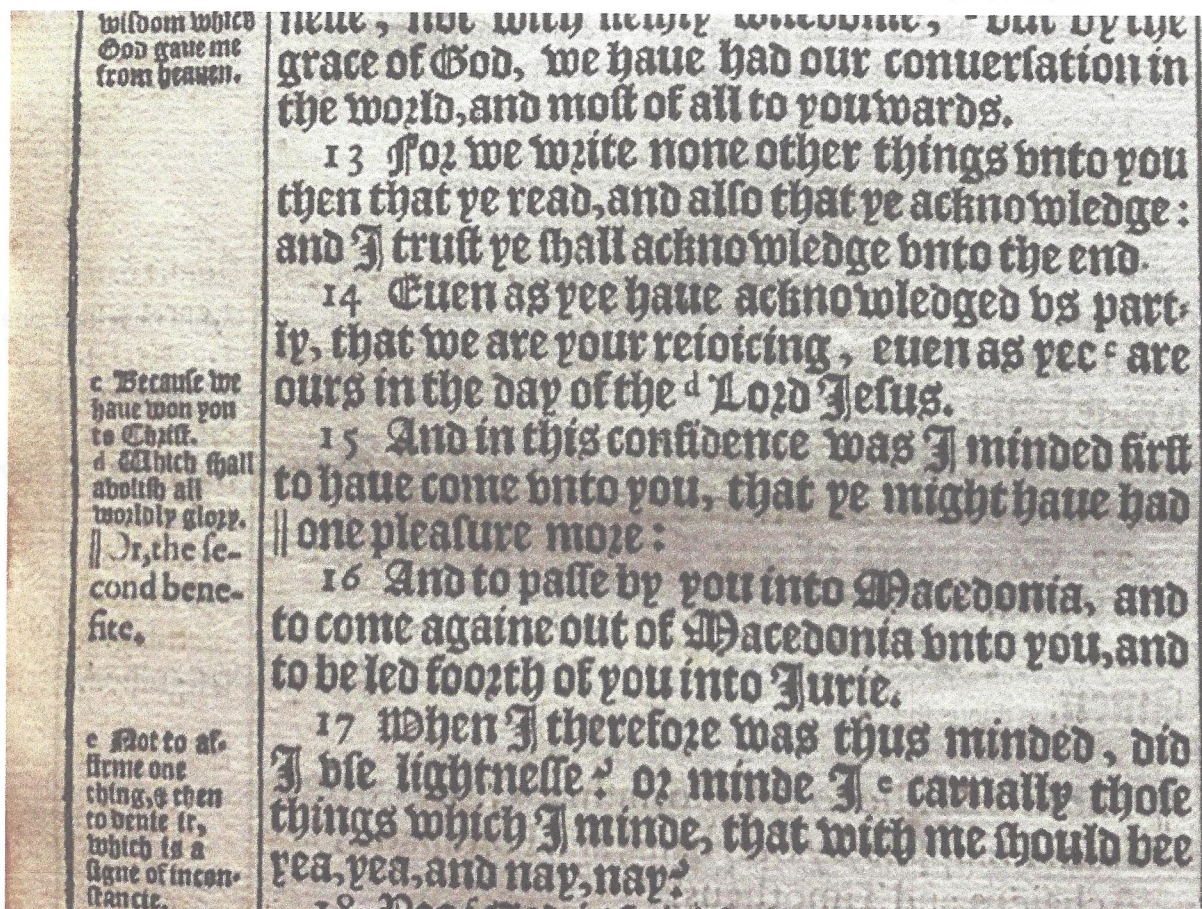 wiſdom which
God gaue me
from heauen.
c Becauſe we
haue won you
to Chriſt.
d Which ſhall
aboliſh all
worldly glory.
‖ Or, the ſe-
cond bene-
fite.
e Not to af-
firme one
thing, & then
to denie it,
which is a
ſigne of incon-
ſtancie.
not with fleſhly wiſedome, but by the
grace of God, we haue had our conuerſation in
the world, and moſt of all to you wards.
13 For we write none other things vnto you
then that ye read, and alſo that ye acknowledge:
and I truſt ye ſhall acknowledge vnto the end.
14 Euen as yee haue acknowledged vs part-
ly, that we are your reioicing, euen as yee c are
ours in the day of the d Lord Jeſus.
15 And in this confidence was I minded firſt
to haue come vnto you, that ye might haue had
‖ one pleaſure more:
16 And to paſſe by you into Macedonia, and
to come againe out of Macedonia vnto you, and
to be led foorth of you into Jurie.
17 When I therefore was thus minded, did
I vſe lightneſſe? or minde I e carnally thoſe
things which I minde, that with me ſhould bee
yea, yea, and nay, nay?